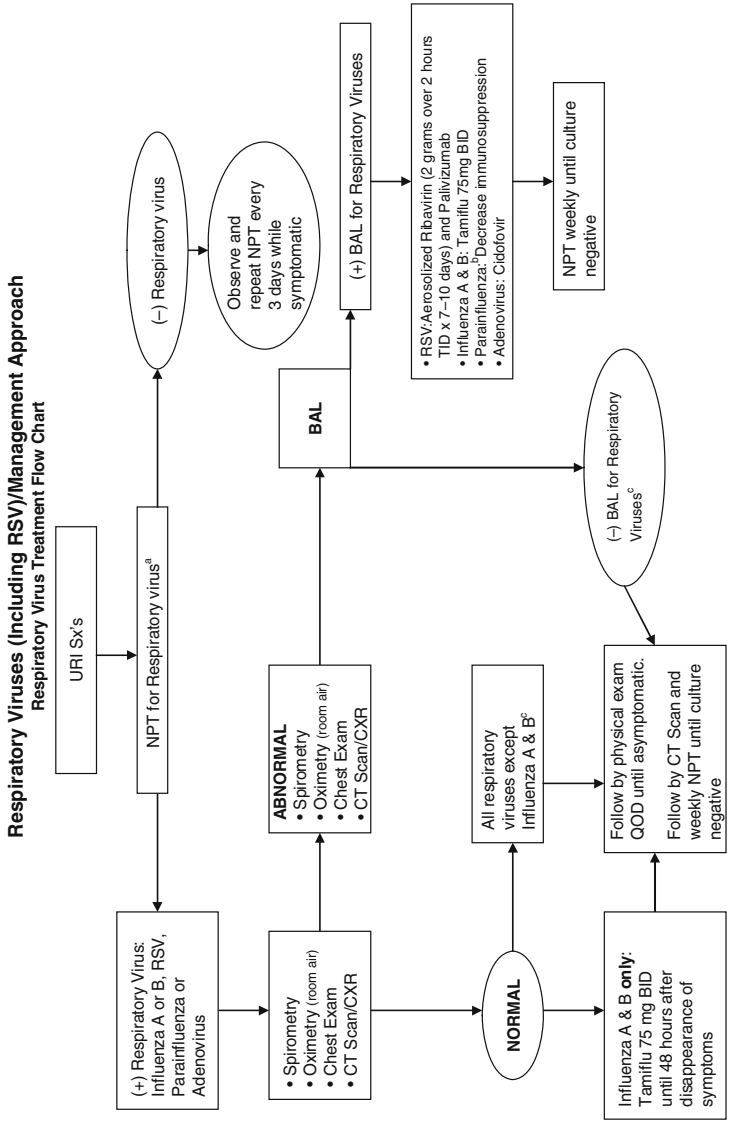 Respiratory Viruses (Including RSV)/Management Approach
Respiratory Virus Treatment Flow Chart
URI Sx's
NPT for Respiratory virusᵃ
(+) Respiratory Virus:
Influenza A or B, RSV,
Parainfluenza or
Adenovirus
(–) Respiratory virus
Observe and
repeat NPT every
3 days while
symptomatic
• Spirometry
• Oximetry (room air)
• Chest Exam
• CT Scan/CXR
ABNORMAL
• Spirometry
• Oximetry (room air)
• Chest Exam
• CT Scan/CXR
BAL
(+) BAL for Respiratory Viruses
• RSV:Aerosolized Ribavirin (2 grams over 2 hours
TID x 7–10 days) and Palivizumab
• Influenza A & B: Tamiflu 75mg BID
• Parainfluenza:ᵇDecrease immunosuppression
• Adenovirus: Cidofovir
NPT weekly until culture
negative
(–) BAL for Respiratory
Virusesᶜ
NORMAL
All respiratory
viruses except
Influenza A & Bᶜ
Influenza A & B only:
Tamiflu 75 mg BID
until 48 hours after
disappearance of
symptoms
Follow by physical exam
QOD until asymptomatic.
Follow by CT Scan and
weekly NPT until culture
negative